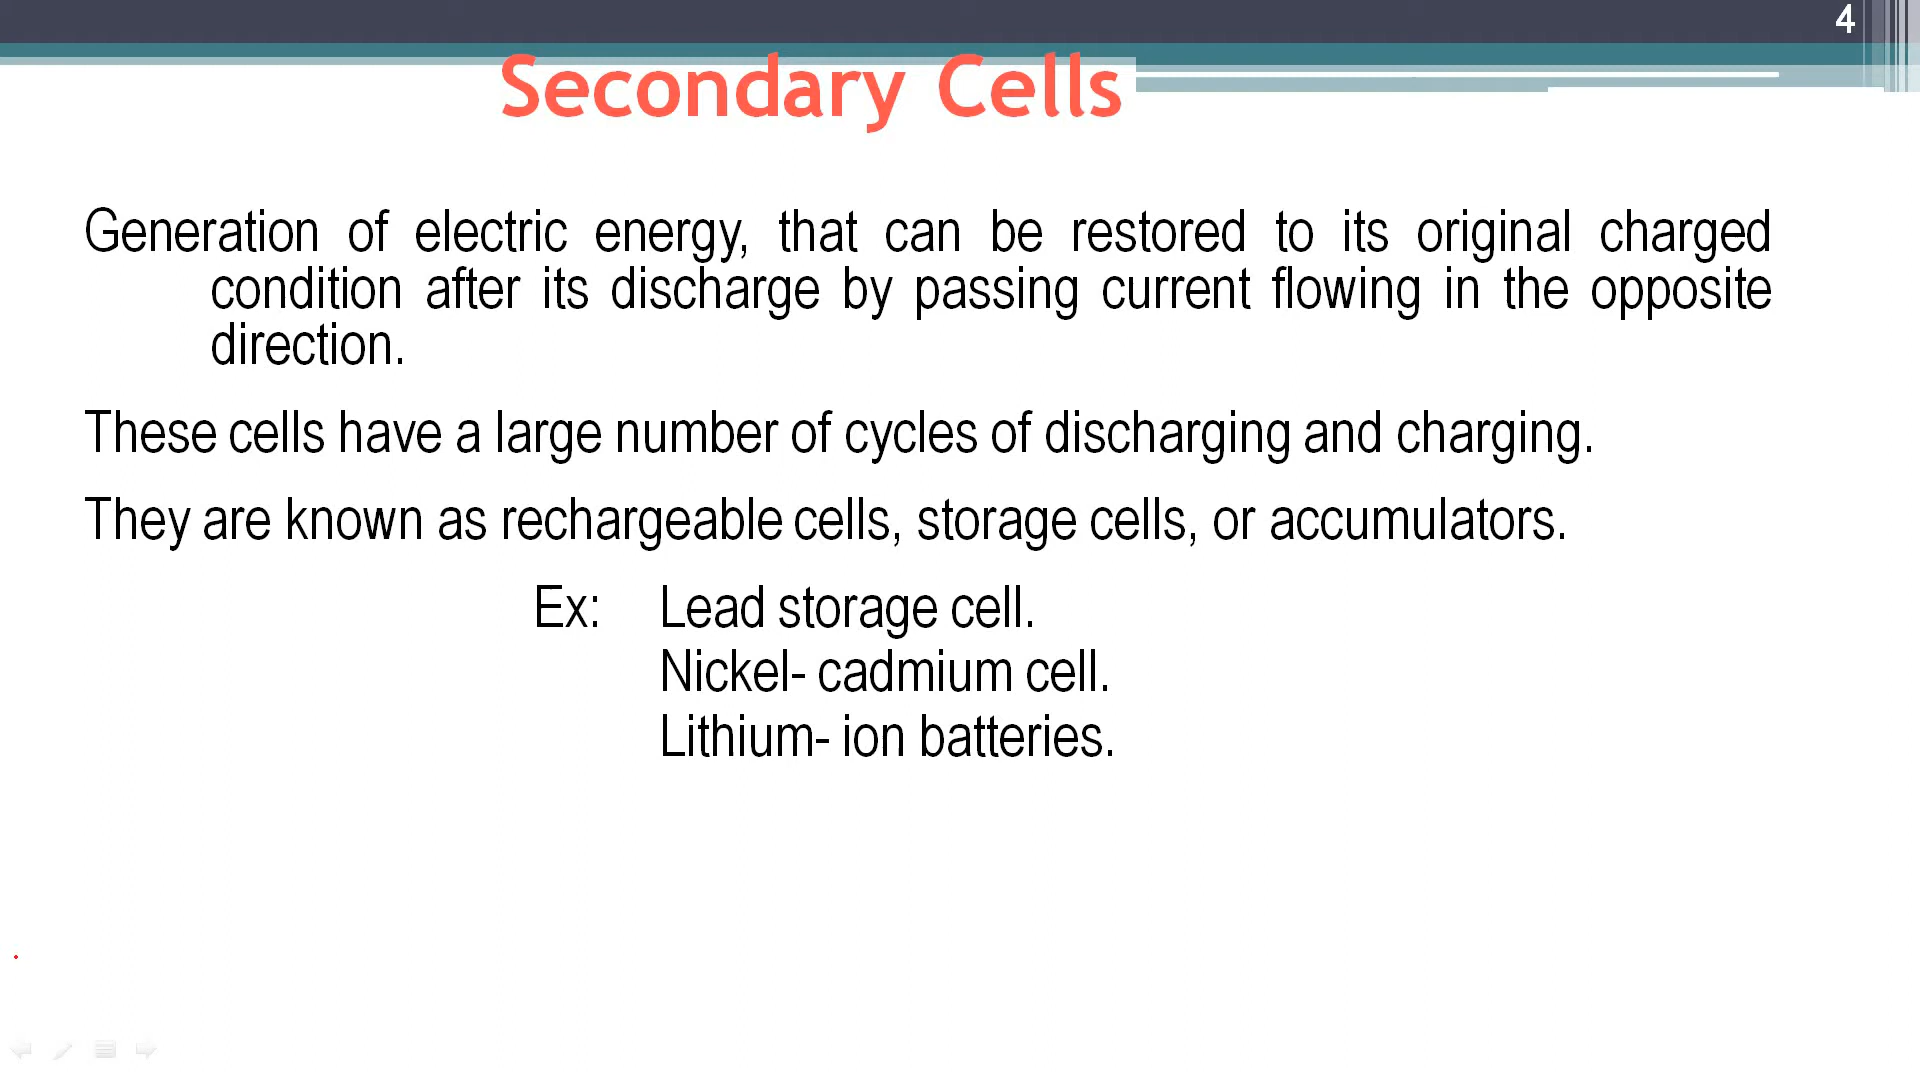 4
Secondary Cells
Generation of electric energy, that can be restored to its original charged
condition after its discharge by passing current flowing in the opposite
direction.
These cells have a large number of cycles of discharging and charging.
They are known as rechargeable cells, storage cells, or accumulators.
Ex: Lead storage cell.
Nickel- cadmium cell.
Lithium- ion batteries.